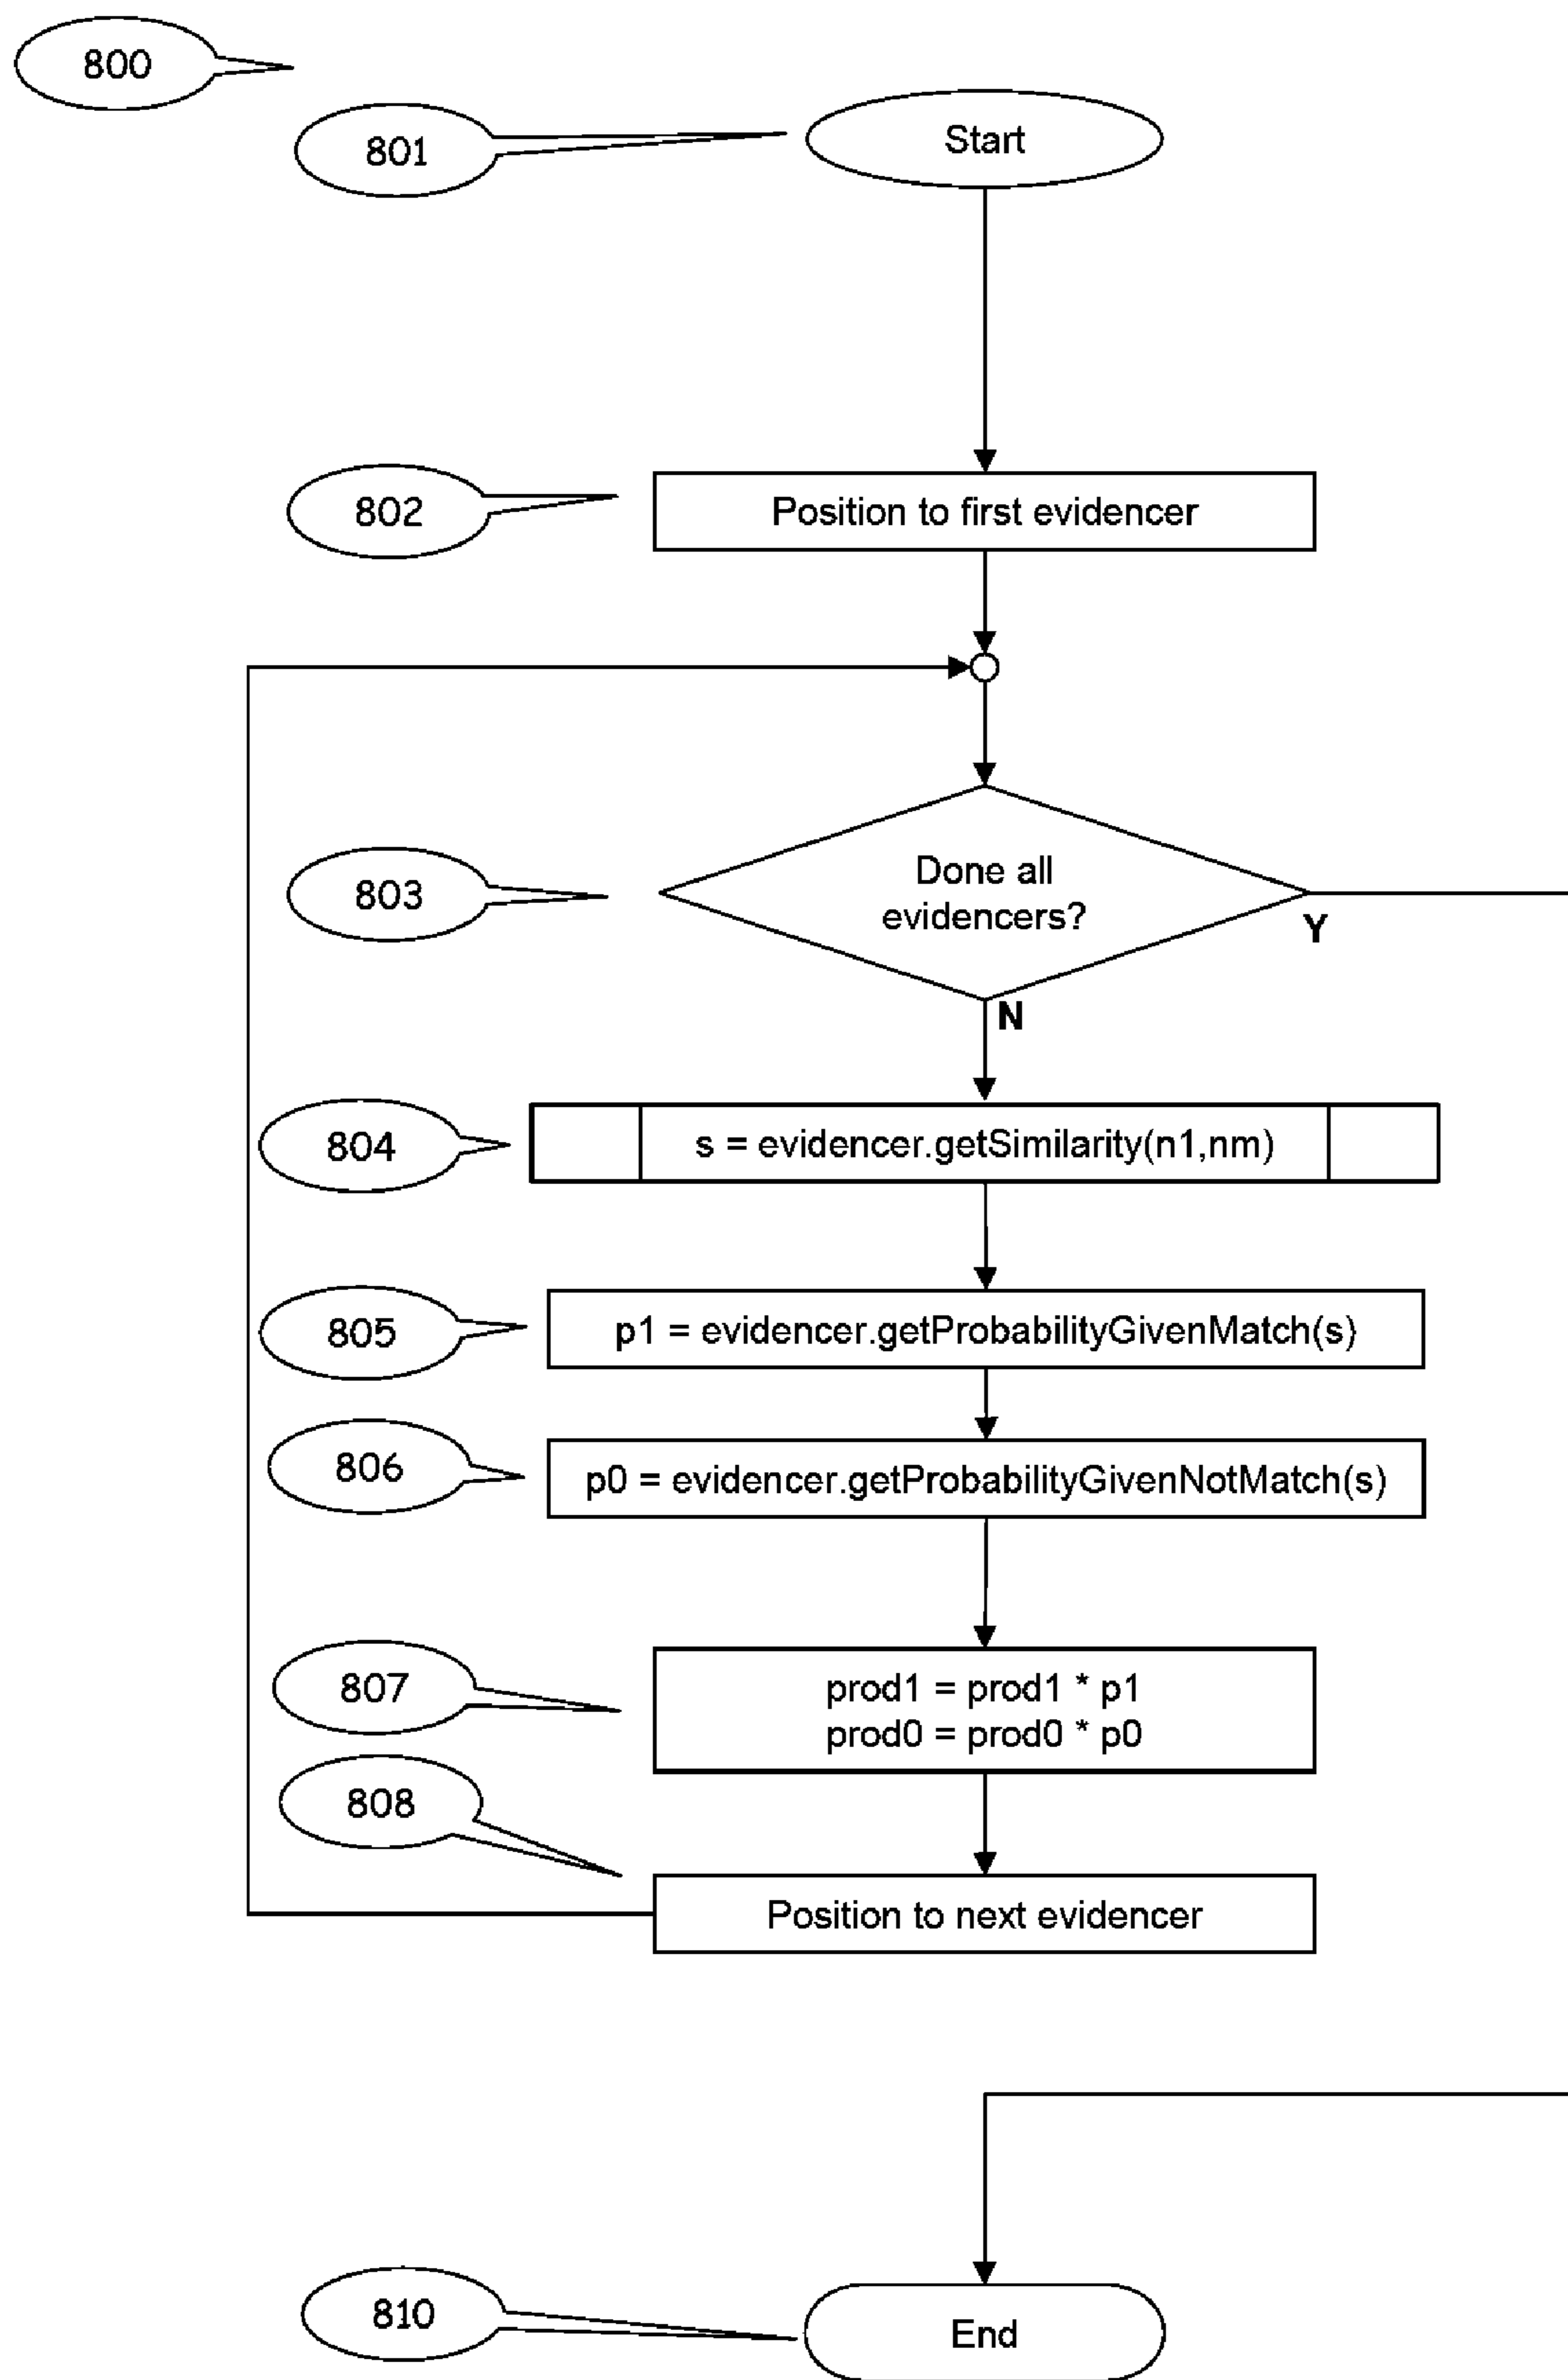 800
801
Start
802
Position to first evidencer
803
Done all
evidencers?
Y
N
804
s = evidencer.getSimilarity(n1,nm)
805
p1 = evidencer.getProbabilityGivenMatch(s)
806
p0 = evidencer.getProbabilityGivenNotMatch(s)
807
prod1 = prod1 * p1
prod0 = prod0 * p0
808
Position to next evidencer
810
End